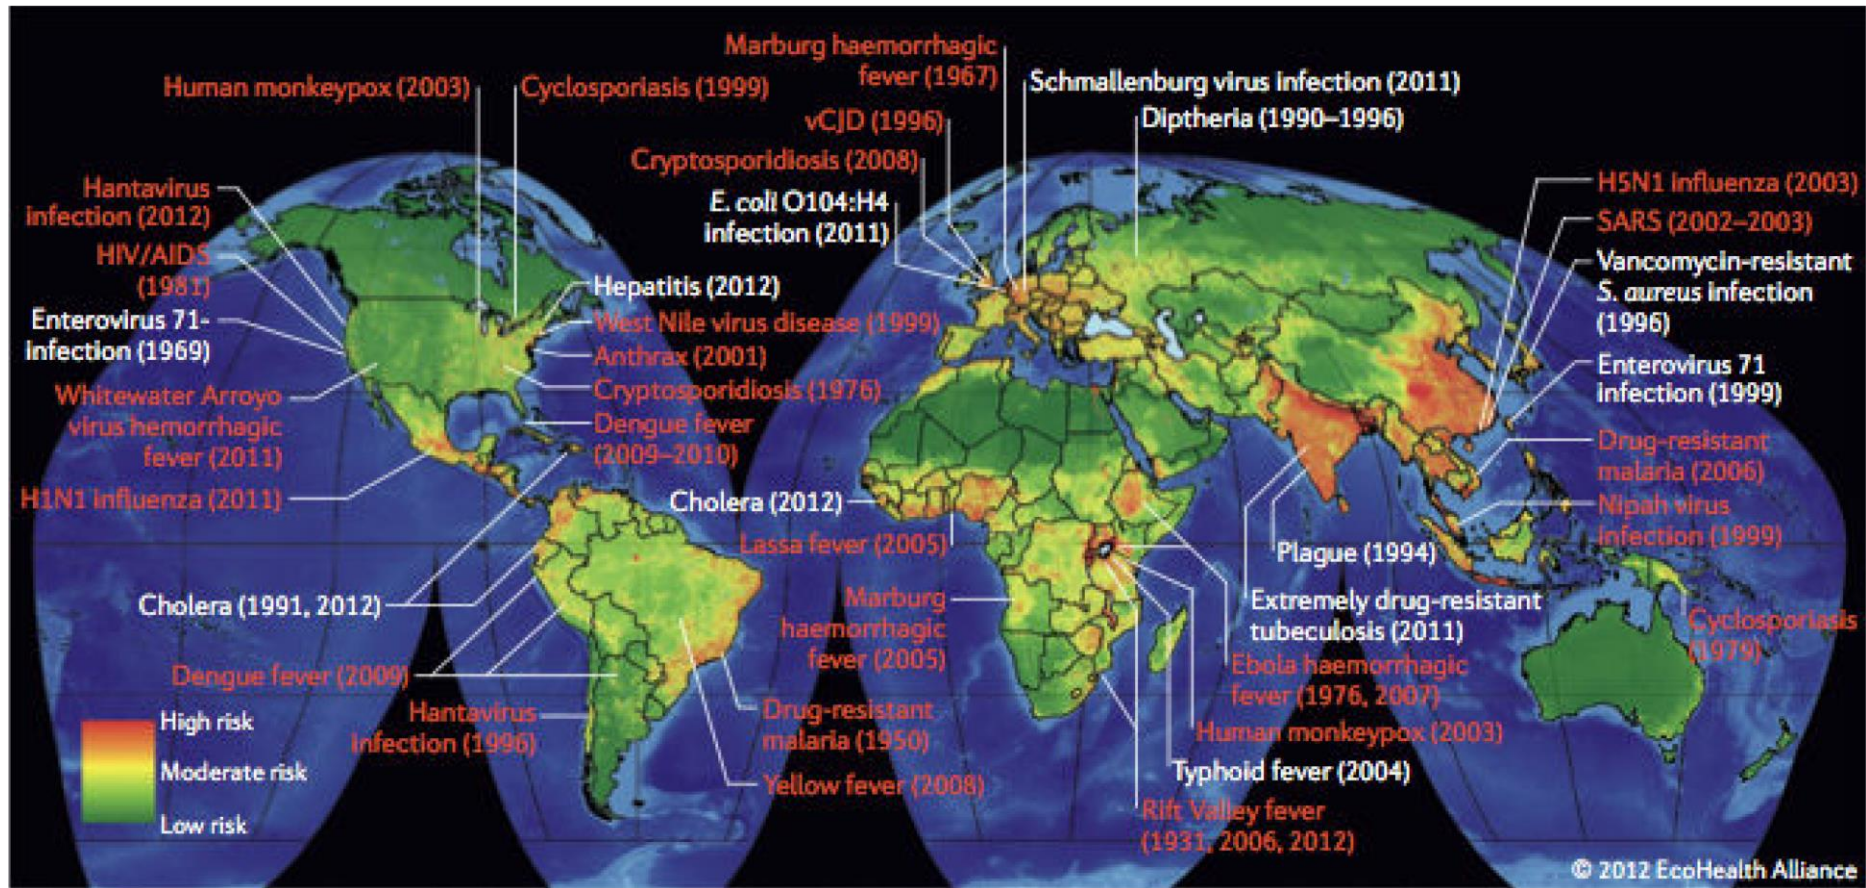 Marburg haemorrhagic
fever (1967)
Human monkeypox (2003)
Cyclosporiasis (1999)
Schmallenburg virus infection (2011)
vCJD (1996)
Diptheria (1990–1996)
Cryptosporidiosis (2008)
E. coli O104:H4
infection (2011)
Hantavirus
infection (2012)
HIV/AIDS
(1981)
Enterovirus 71-
infection (1969)
Whitewater Arroyo
virus hemorrhagic
fever (2011)
H1N1 influenza (2011)
Hepatitis (2012)
West Nile virus disease (1999)
Anthrax (2001)
Cryptosporidiosis (1976)
Dengue fever
(2009–2010)
H5N1 influenza (2003)
SARS (2002–2003)
Vancomycin-resistant
S. aureus infection
(1996)
Enterovirus 71
infection (1999)
Drug-resistant
malaria (2006)
Nipah virus
infection (1999)
Cholera (2012)
Lassa fever (2005)
Plague (1994)
Cholera (1991, 2012)
Marburg
haemorrhagic
fever (2005)
Extremely drug-resistant
tubeculosis (2011)
Cyclosporiasis
(1979)
Dengue fever (2009)
Ebola haemorrhagic
fever (1976, 2007)
Hantavirus
infection (1996)
Drug-resistant
malaria (1950)
Human monkeypox (2003)
Yellow fever (2008)
Typhoid fever (2004)
Rift Valley fever
(1931, 2006, 2012)
High risk
Moderate risk
Low risk
© 2012 EcoHealth Alliance